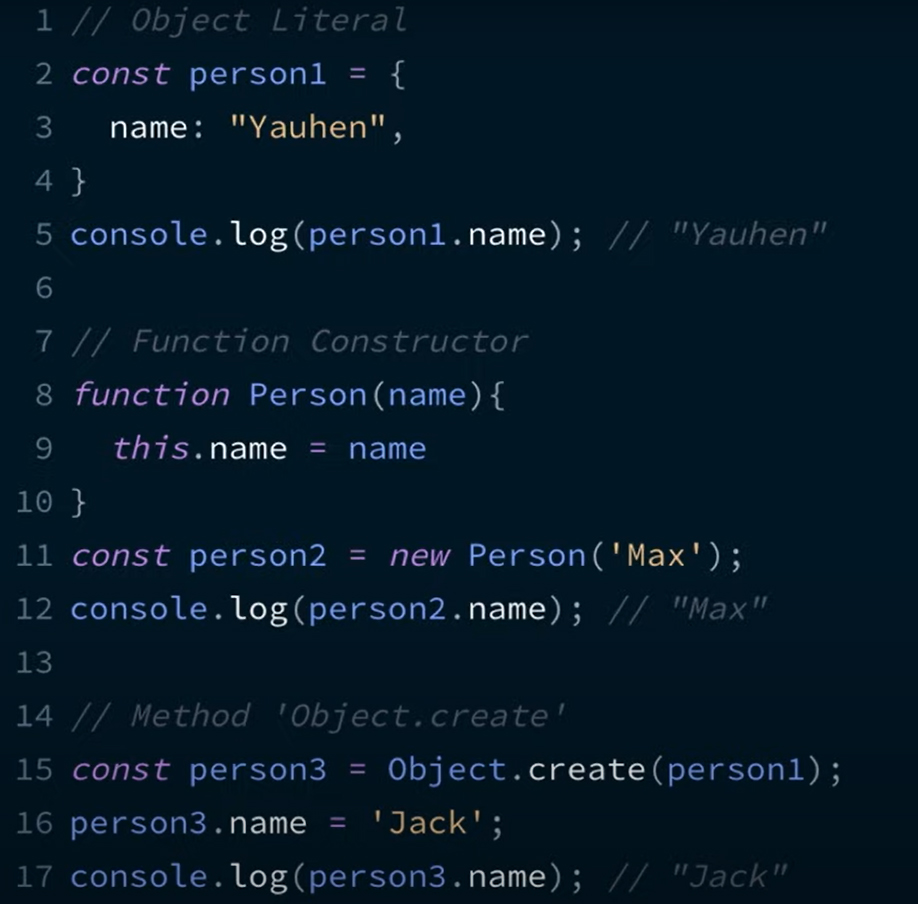 1 // Object Literal
2 const person1 = {
3   name: "Yauhen",
4 }
5 console.log(person1.name); // "Yauhen"
6
7 // Function Constructor
8 function Person(name){
9   this.name = name
10 }
11 const person2 = new Person('Max');
12 console.log(person2.name); // "Max"
13
14 // Method 'Object.create'
15 const person3 = Object.create(person1);
16 person3.name = 'Jack';
17 console.log(person3.name); // "Jack"